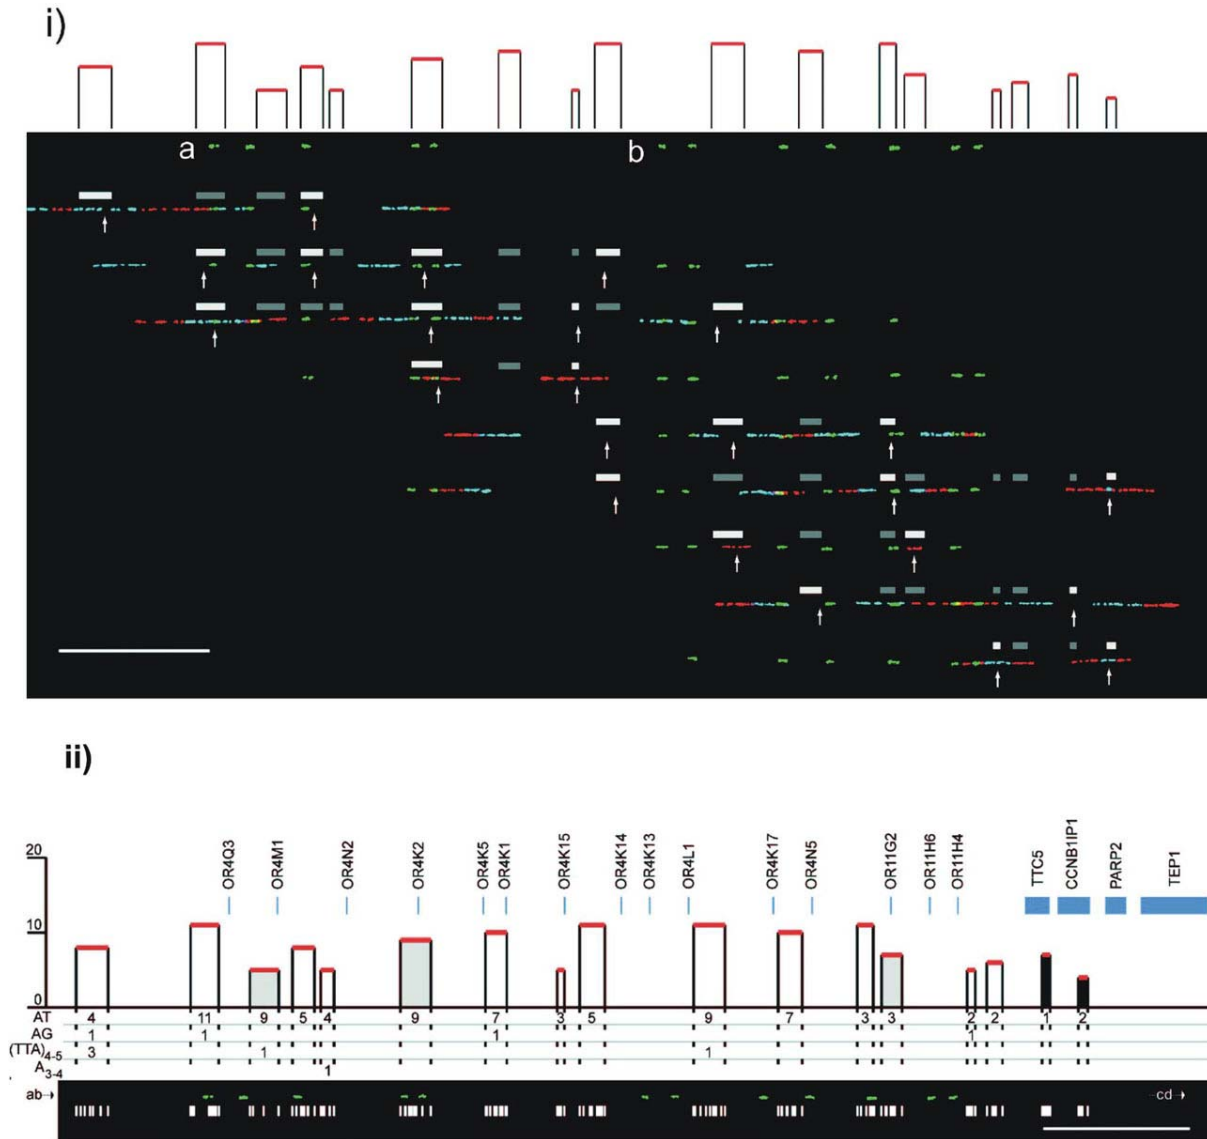 i)
a
b
ii)
OR4Q3
OR4M1
OR4N2
OR4K2
OR4K5
OR4K1
OR4K15
OR4K14
OR4K13
OR4L1
OR4K17
OR4N5
OR11G2
OR11H6
OR11H4
TTC5
CCNB1IP1
PARP2
TEP1
20
10
0
AT 4 11 9 5 4 9 7 3 5 9 7 3 3 2 2 1 2
AG 1 1 1 1
(TTA)4-5 3 1 1
A3-4 1
ab→
-cd→